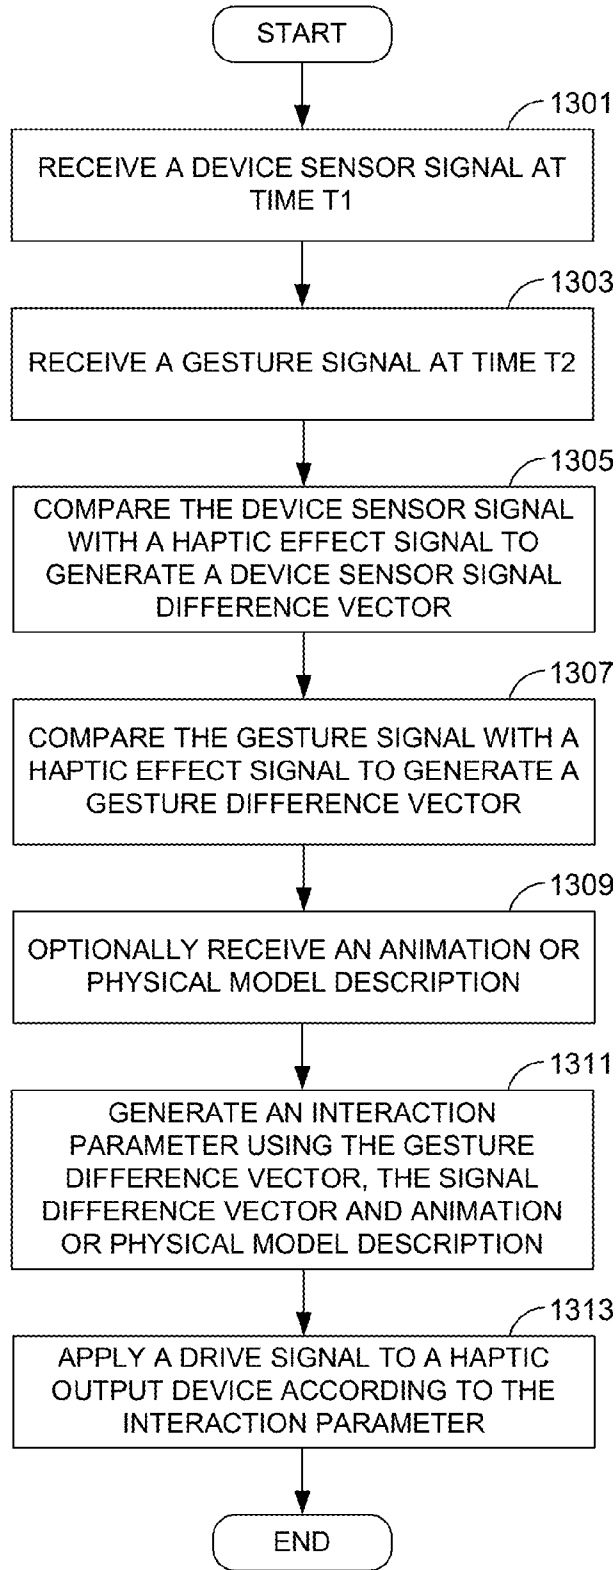 START
1301
RECEIVE A DEVICE SENSOR SIGNAL AT
TIME T1
1303
RECEIVE A GESTURE SIGNAL AT TIME T2
1305
COMPARE THE DEVICE SENSOR SIGNAL
WITH A HAPTIC EFFECT SIGNAL TO
GENERATE A DEVICE SENSOR SIGNAL
DIFFERENCE VECTOR
1307
COMPARE THE GESTURE SIGNAL WITH A
HAPTIC EFFECT SIGNAL TO GENERATE A
GESTURE DIFFERENCE VECTOR
1309
OPTIONALLY RECEIVE AN ANIMATION OR
PHYSICAL MODEL DESCRIPTION
1311
GENERATE AN INTERACTION
PARAMETER USING THE GESTURE
DIFFERENCE VECTOR, THE SIGNAL
DIFFERENCE VECTOR AND ANIMATION
OR PHYSICAL MODEL DESCRIPTION
1313
APPLY A DRIVE SIGNAL TO A HAPTIC
OUTPUT DEVICE ACCORDING TO THE
INTERACTION PARAMETER
END